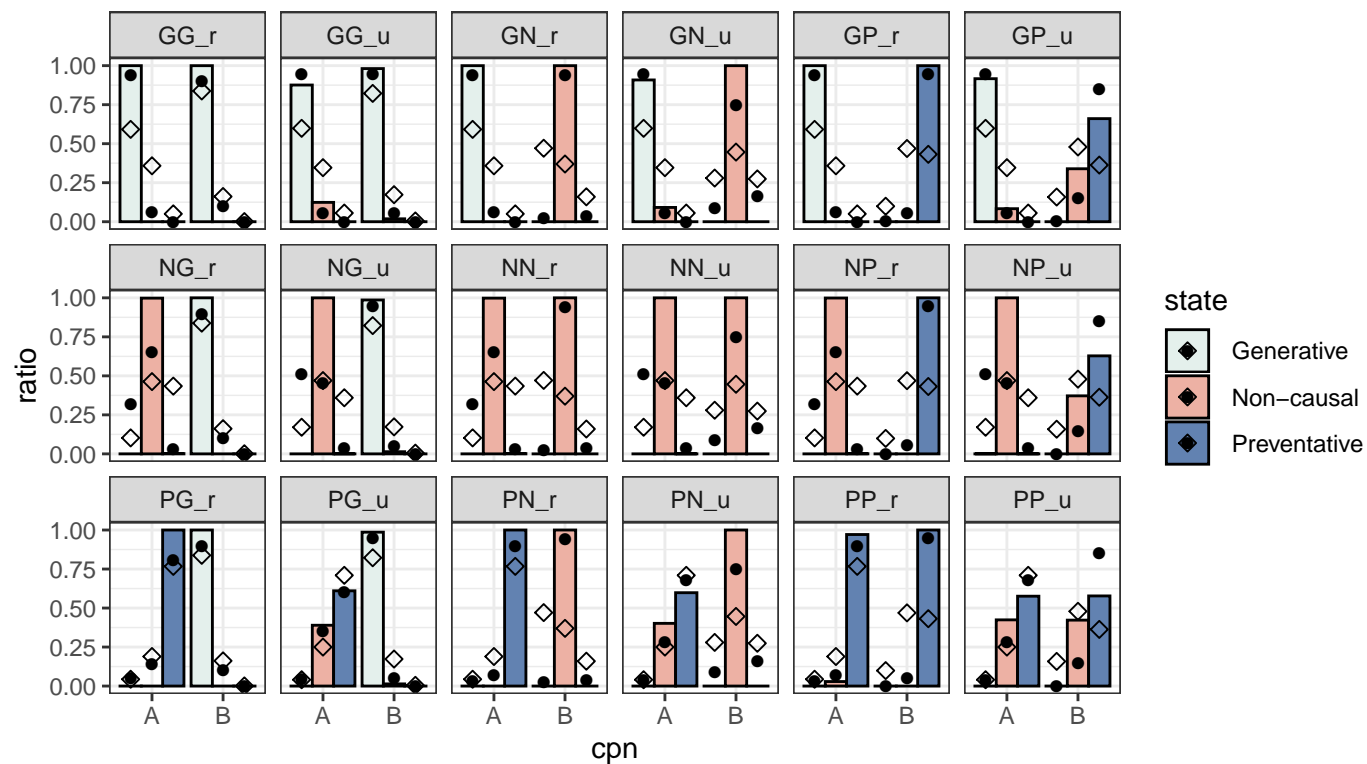 GG_r GG_u GN_r GN_u GP_r GP_u
1.00
0.75
0.50
0.25
0.00
NG_r NG_u NN_r NN_u NP_r NP_u
1.00
0.75
0.50
0.25
0.00
PG_r PG_u PN_r PN_u PP_r PP_u
1.00
0.75
0.50
0.25
0.00
A B A B A B A B A B A B
cpn
ratio
state
Generative
Non−causal
Preventative